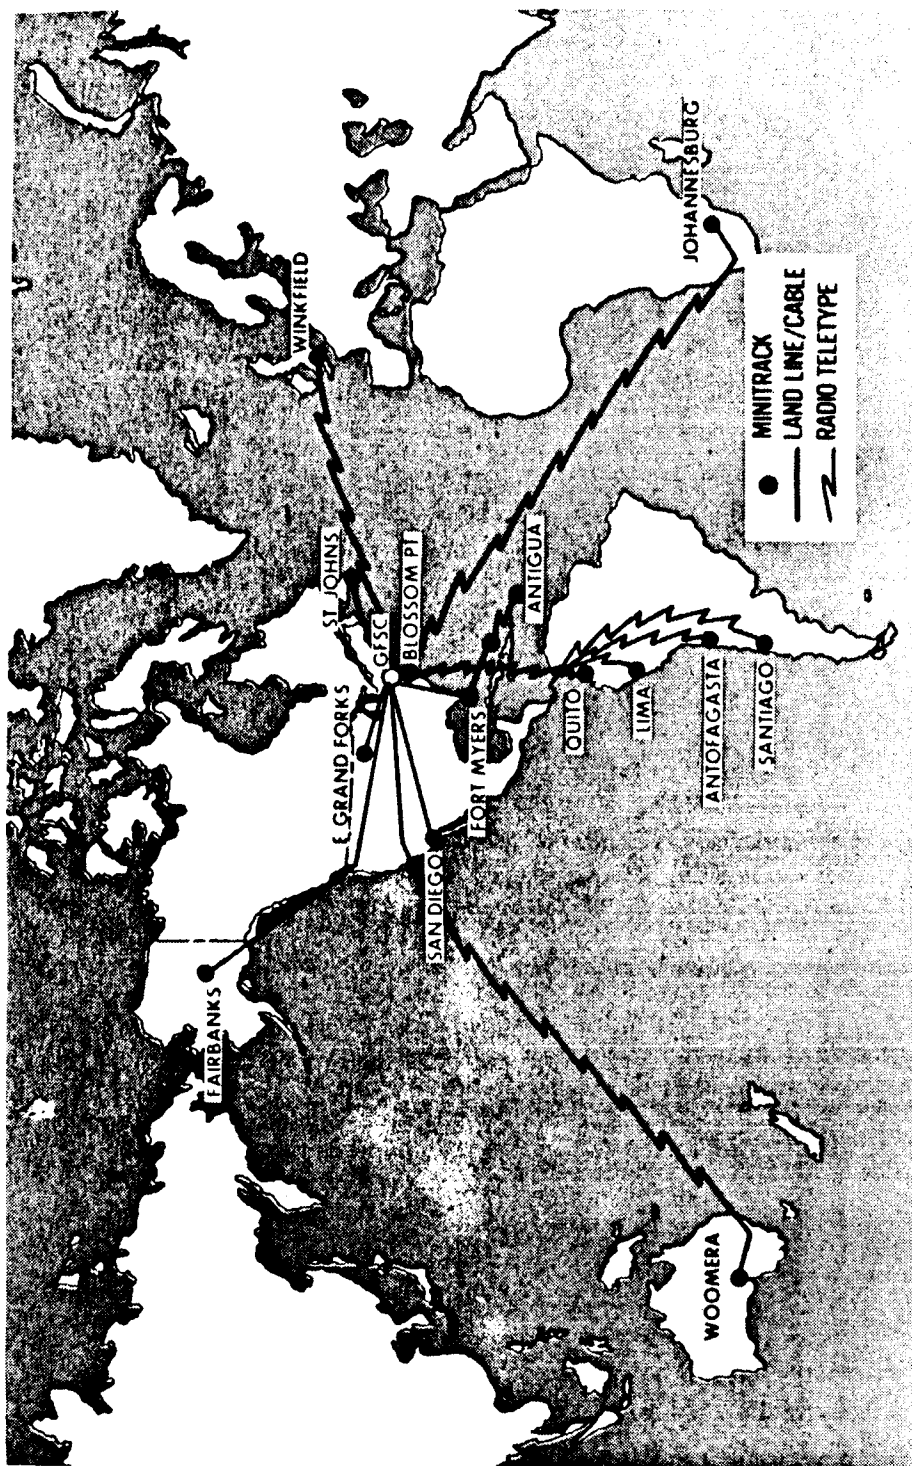 FAIRBANKS
WINKFIELD
E. GRAND FORKS
ST. JOHNS
GFSC
BLOSSOM PT
SAN DIEGO
FORT MYERS
ANTIGUA
QUITO
LIMA
ANTOFAGASTA
SANTIAGO
WOOMERA
JOHANNESBURG
MINITRACK
LAND LINE/CABLE
RADIO TELETYPE